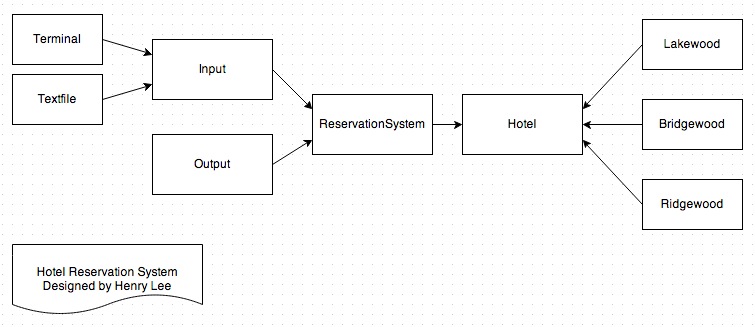 Terminal
Textfile
Input
Output
ReservationSystem
Hotel
Lakewood
Bridgewood
Ridgewood
Hotel Reservation System
Designed by Henry Lee